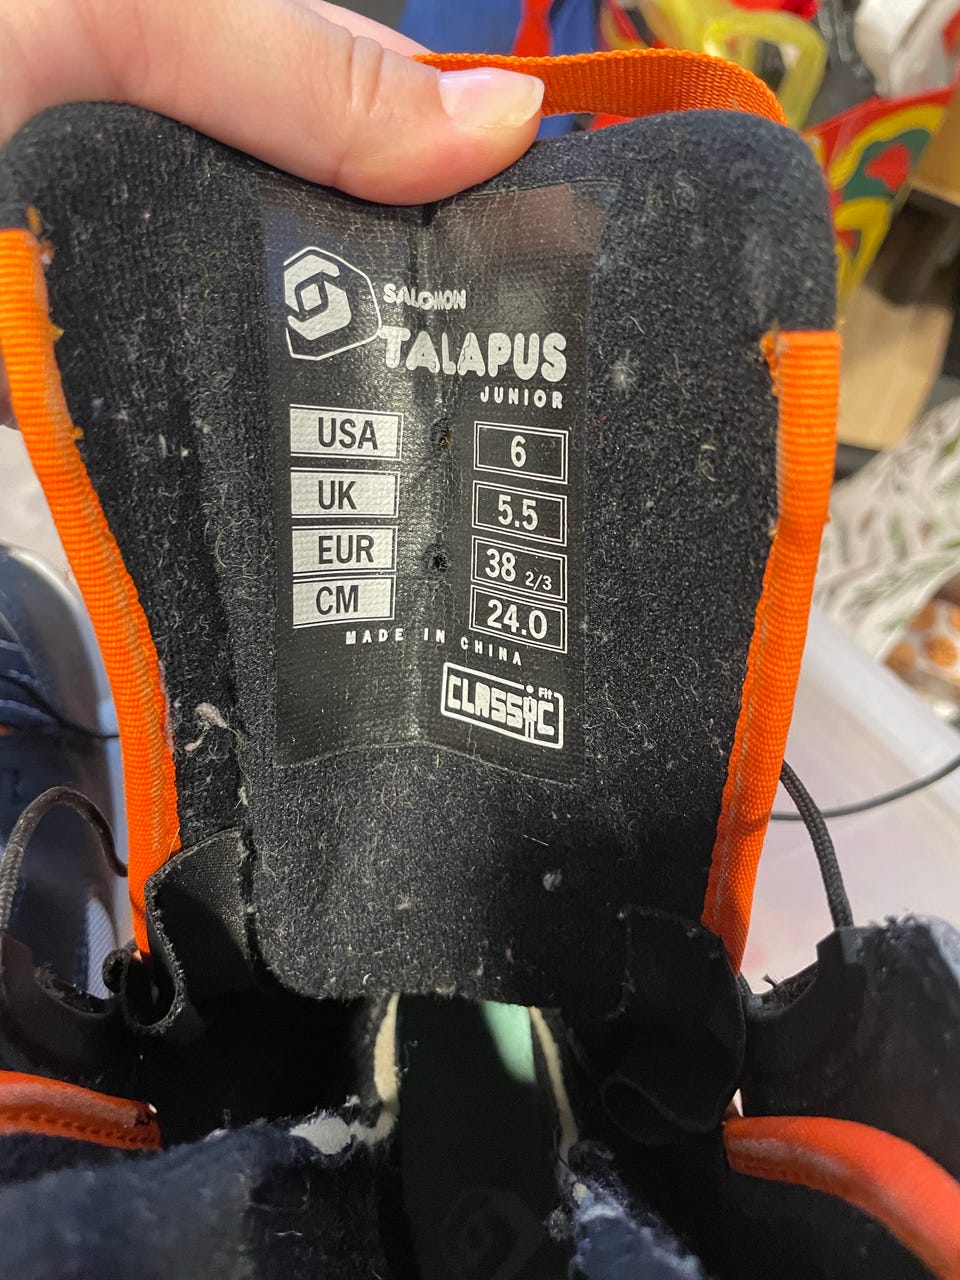 SALOMON
TALAPUS
JUNIOR
USA 6
UK 5.5
EUR 38 2/3
CM 24.0
MADE IN CHINA
CLASSIC Fit